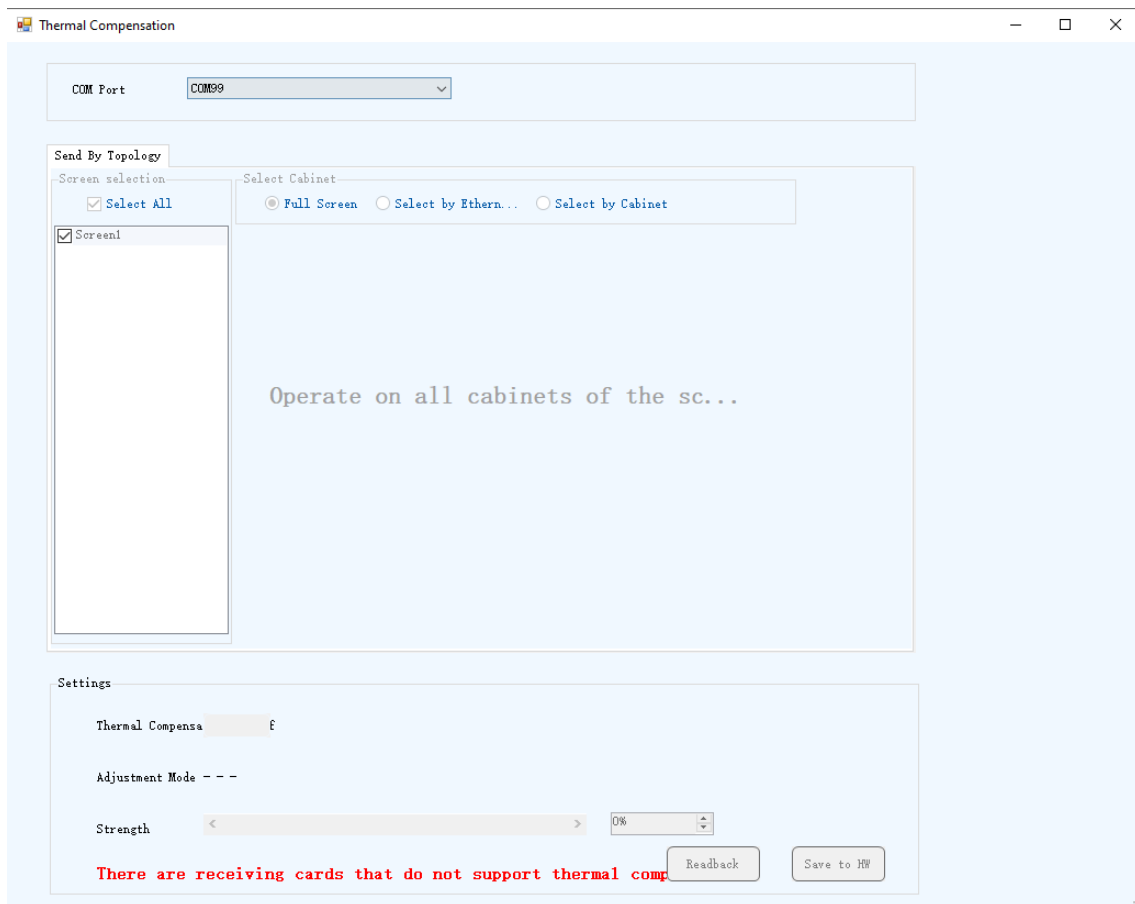 Thermal Compensation
COM Port
COM99
Send By Topology
Screen selection
Select All
Screen1
Select Cabinet
Full Screen
Select by Ethern...
Select by Cabinet
Operate on all cabinets of the sc...
Settings
Thermal Compensa f
Adjustment Mode - - -
Strength
0%
There are receiving cards that do not support thermal comp
Readback
Save to HW